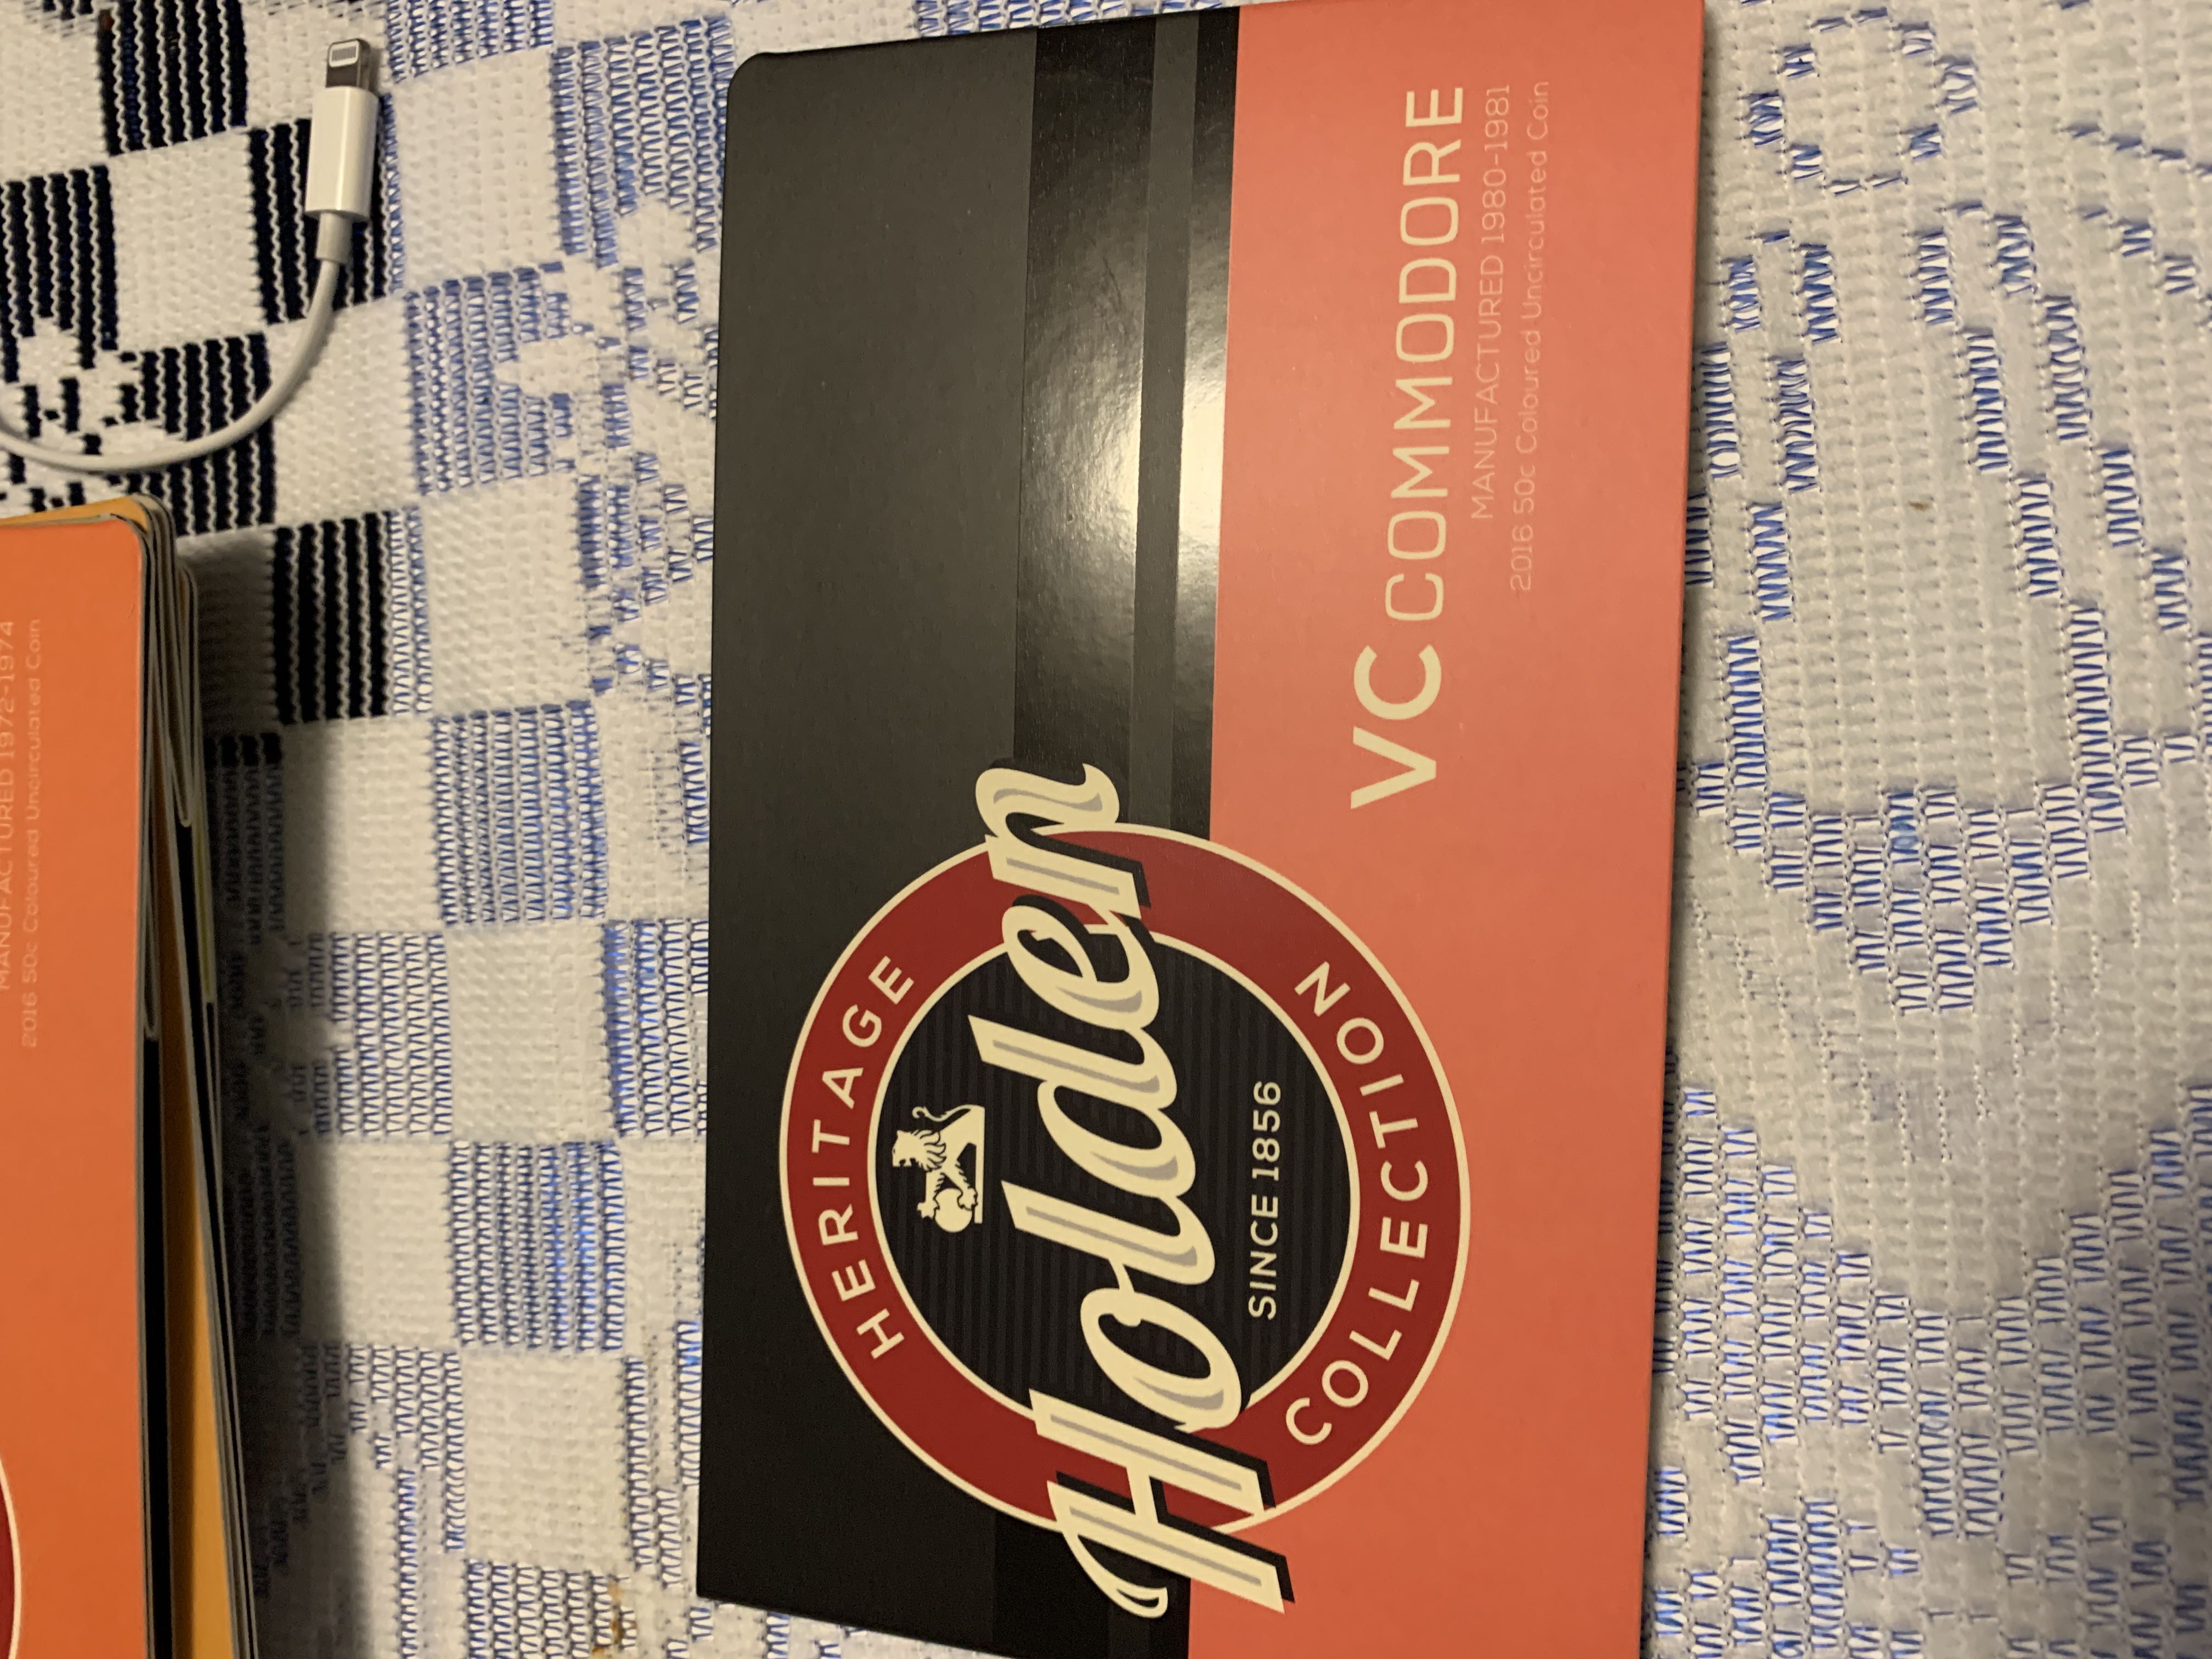 HERITAGE
Holden
SINCE 1856
COLLECTION
VC COMMODORE
MANUFACTURED 1980-1981
2016 50c Coloured Uncirculated Coin
MANUFACTURED 1972-1974
2016 50c Coloured Uncirculated Coin